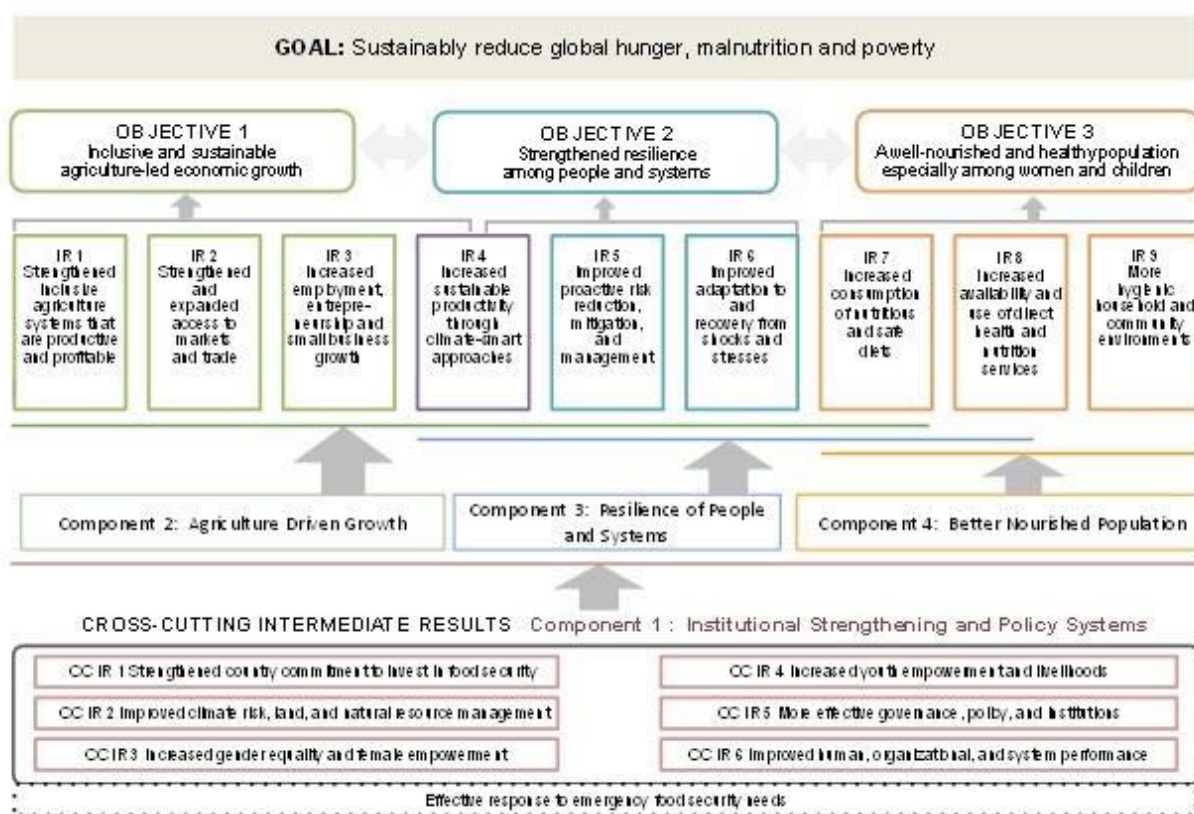 GOAL: Sustainably reduce global hunger, malnutrition and poverty
OBJECTIVE 1
Inclusive and sustainable
agriculture-led economic growth
OBJECTIVE 2
Strengthened resilience
among people and systems
OBJECTIVE 3
A well-nourished and healthy population
especially among women and children
IR 1
Strengthened
inclusive
agriculture
systems that
are productive
and profitable
IR 2
Strengthened
and
expanded
access to
markets
and trade
IR 3
Increased
employment,
entrepre-
neurship and
small business
growth
IR 4
Increased
sustainable
productivity
through
climate-smart
approaches
IR 5
Improved
proactive risk
reduction,
mitigation,
and
management
IR 6
Improved
adaptation to
and
recovery from
shocks and
stresses
IR 7
Increased
consumption
of nutritious
and safe
diets
IR 8
Increased
availability and
use of direct
health and
nutrition
services
IR 9
More
hygienic
household and
community
environments
Component 2: Agriculture Driven Growth
Component 3: Resilience of People
and Systems
Component 4: Better Nourished Population
CROSS-CUTTING INTERMEDIATE RESULTS Component 1: Institutional Strengthening and Policy Systems
CC IR 1 Strengthened country commitment to invest in food security
CC IR 2 Improved climate risk, land, and natural resource management
CC IR 3 Increased gender equality and female empowerment
CC IR 4 Increased youth empowerment and livelihoods
CC IR 5 More effective governance, policy, and institutions
CC IR 6 Improved human, organizational, and system performance
Effective response to emergency food security needs